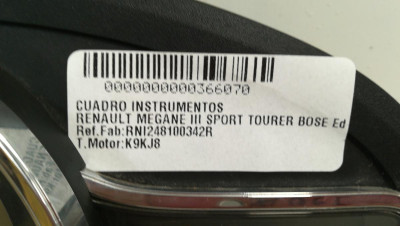 0000000000366070
CUADRO INSTRUMENTOS
RENAULT MEGANE III SPORT TOURER BOSE Ed
Ref.Fab:RNI248100342R
T.Motor:K9KJ8